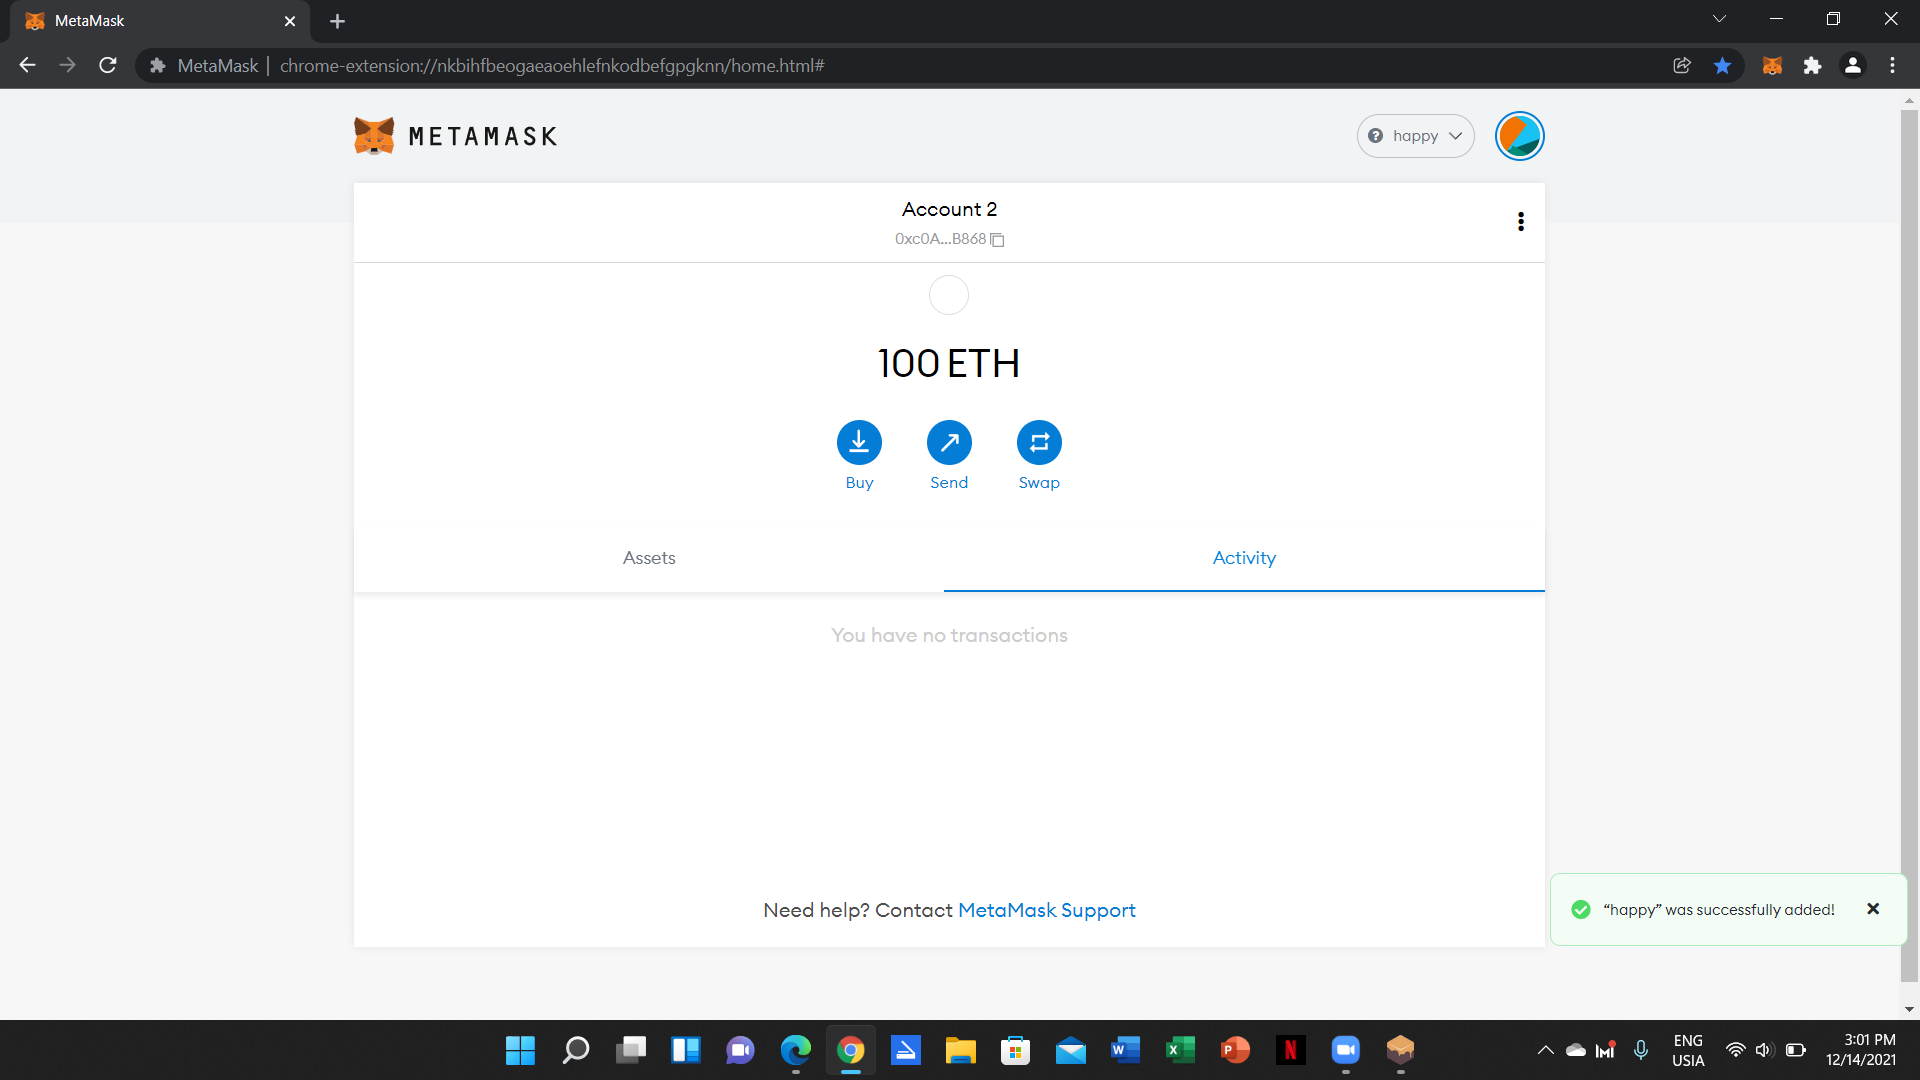 MetaMask
MetaMask | chrome-extension://nkbihfbeogaeaoehlefnkodbefgpgknn/home.html#
METAMASK
? happy
Account 2
0xc0A...B868
100 ETH
Buy
Send
Swap
Assets
Activity
You have no transactions
Need help? Contact MetaMask Support
“happy” was successfully added!
ENG
USIA
3:01 PM
12/14/2021